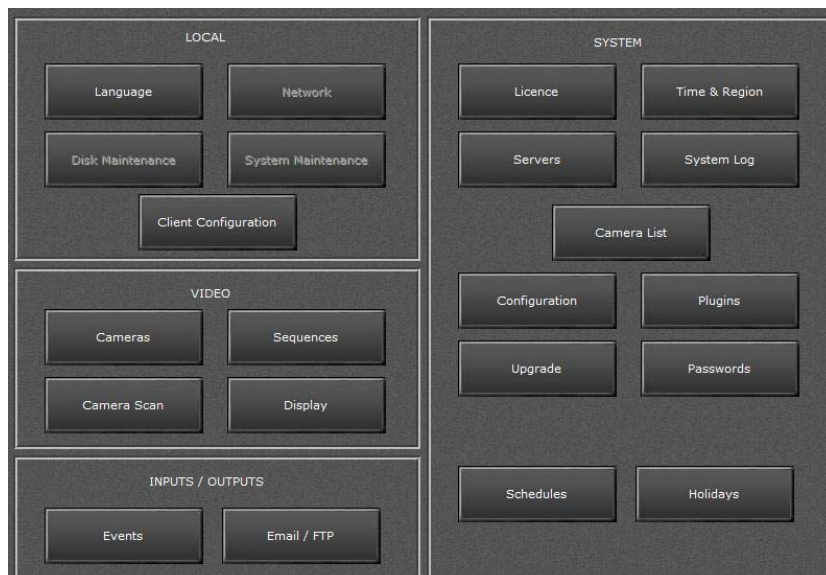 LOCAL
Language
Network
Disk Maintenance
System Maintenance
Client Configuration
VIDEO
Cameras
Sequences
Camera Scan
Display
INPUTS / OUTPUTS
Events
Email / FTP
SYSTEM
Licence
Time & Region
Servers
System Log
Camera List
Configuration
Plugins
Upgrade
Passwords
Schedules
Holidays